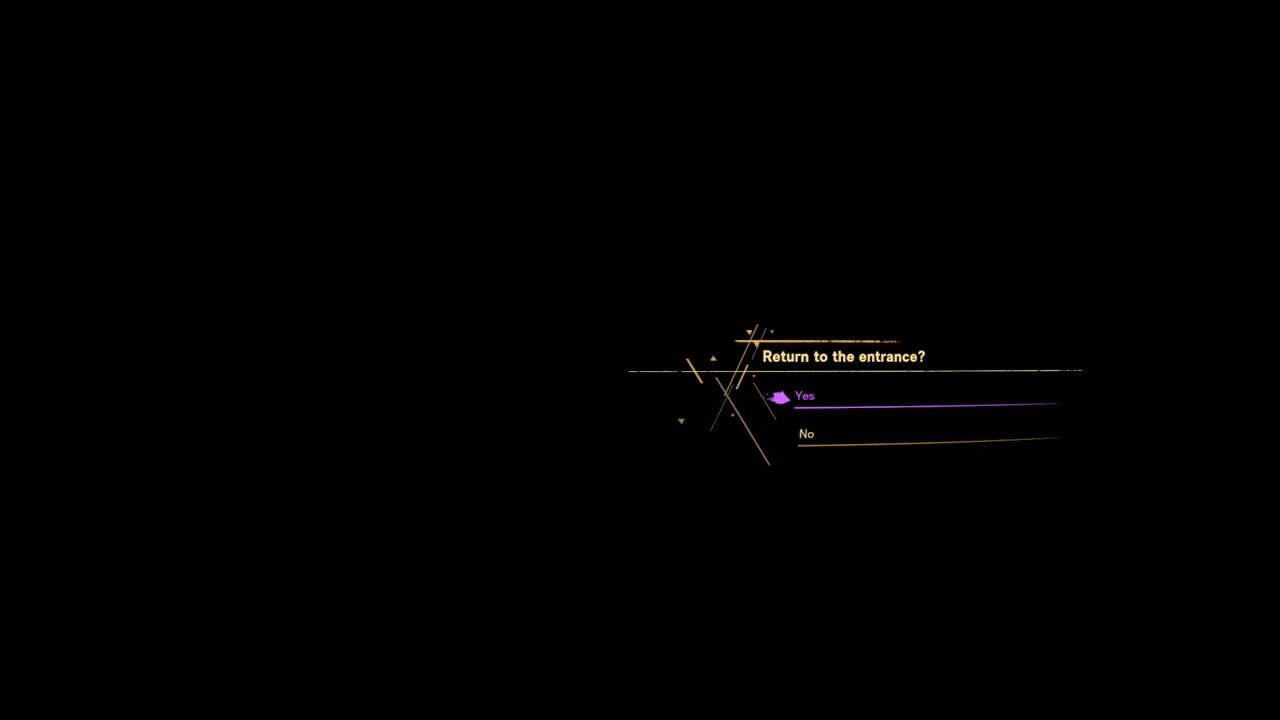 Return to the entrance?
Yes
No